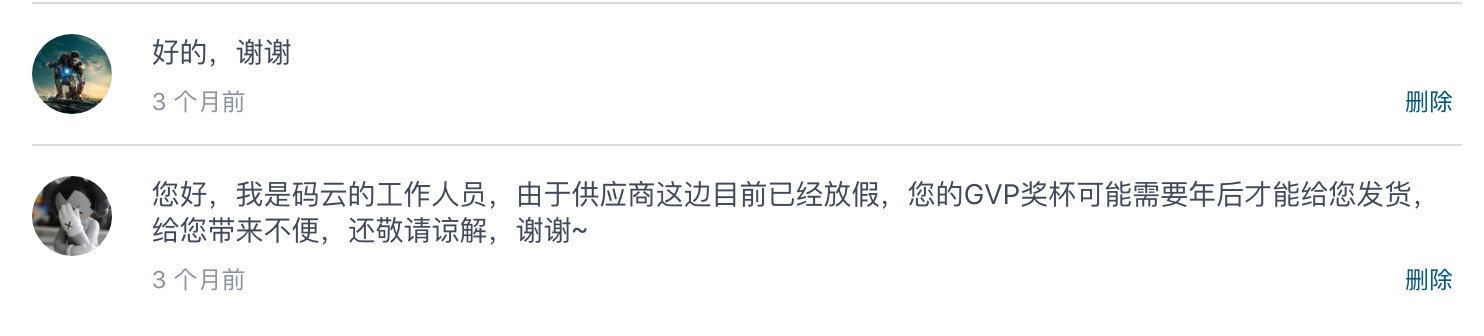 好的，谢谢
3 个月前
删除
您好，我是码云的工作人员，由于供应商这边目前已经放假，您的GVP奖杯可能需要年后才能给您发货，
给您带来不便，还敬请谅解，谢谢~
3 个月前
删除